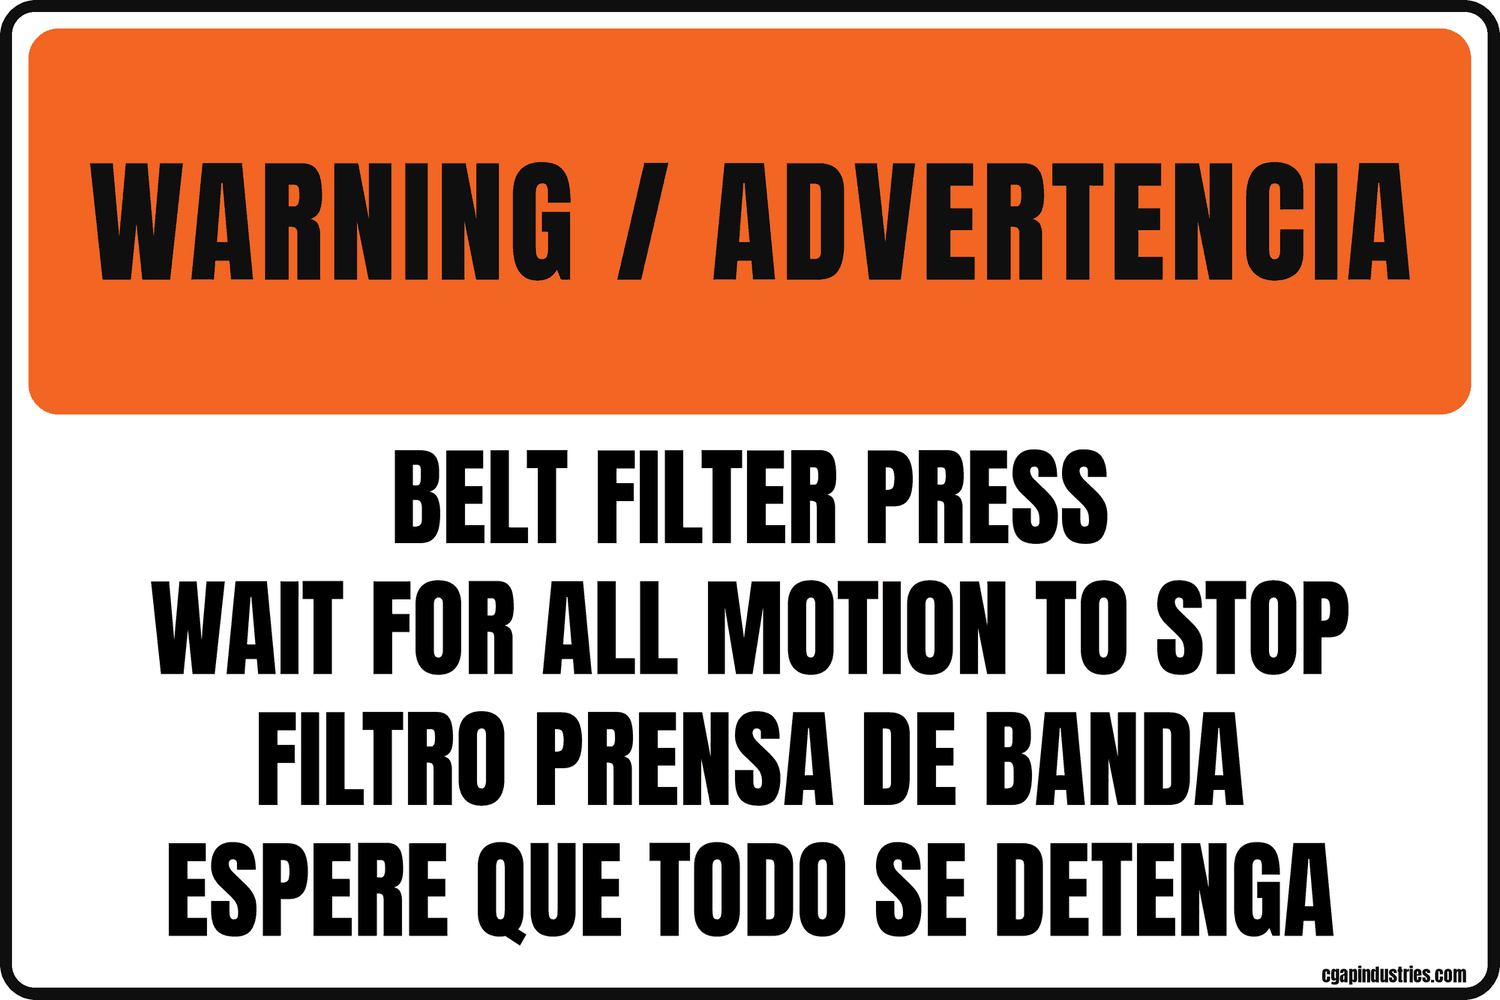 WARNING / ADVERTENCIA
BELT FILTER PRESS
WAIT FOR ALL MOTION TO STOP
FILTRO PRENSA DE BANDA
ESPERE QUE TODO SE DETENGA
cgapindustries.com